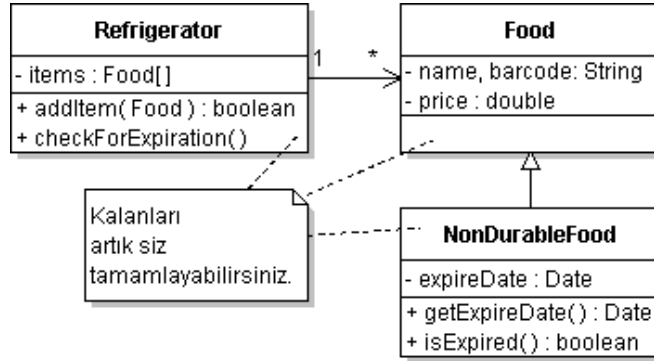 Refrigerator
- items : Food[]
+ addItem( Food ) : boolean
+ checkForExpiration()
1
*
Food
- name, barcode: String
- price : double
Kalanları
artık siz
tamamlayabilirsiniz.
NonDurableFood
- expireDate : Date
+ getExpireDate() : Date
+ isExpired() : boolean